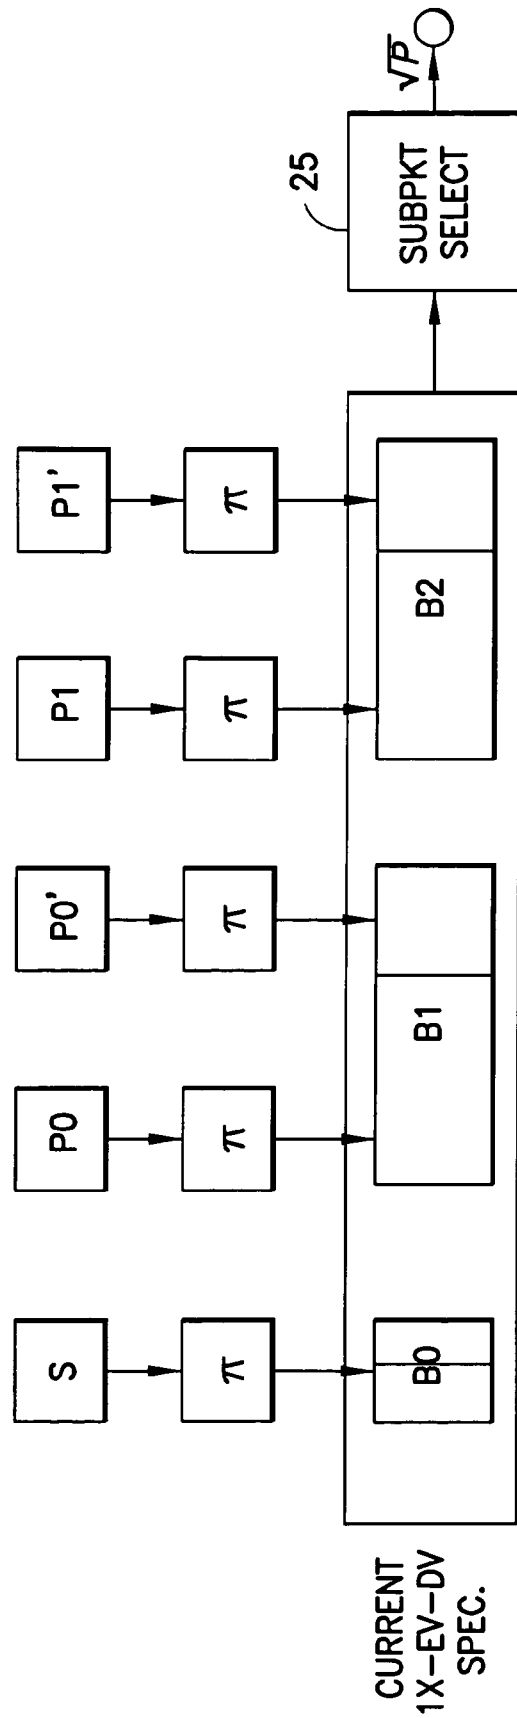 S
P0
P0'
P1
P1'
π
π
π
π
π
B0
B1
B2
CURRENT
1X-EV-DV
SPEC.
25
SUBPKT
SELECT
√P